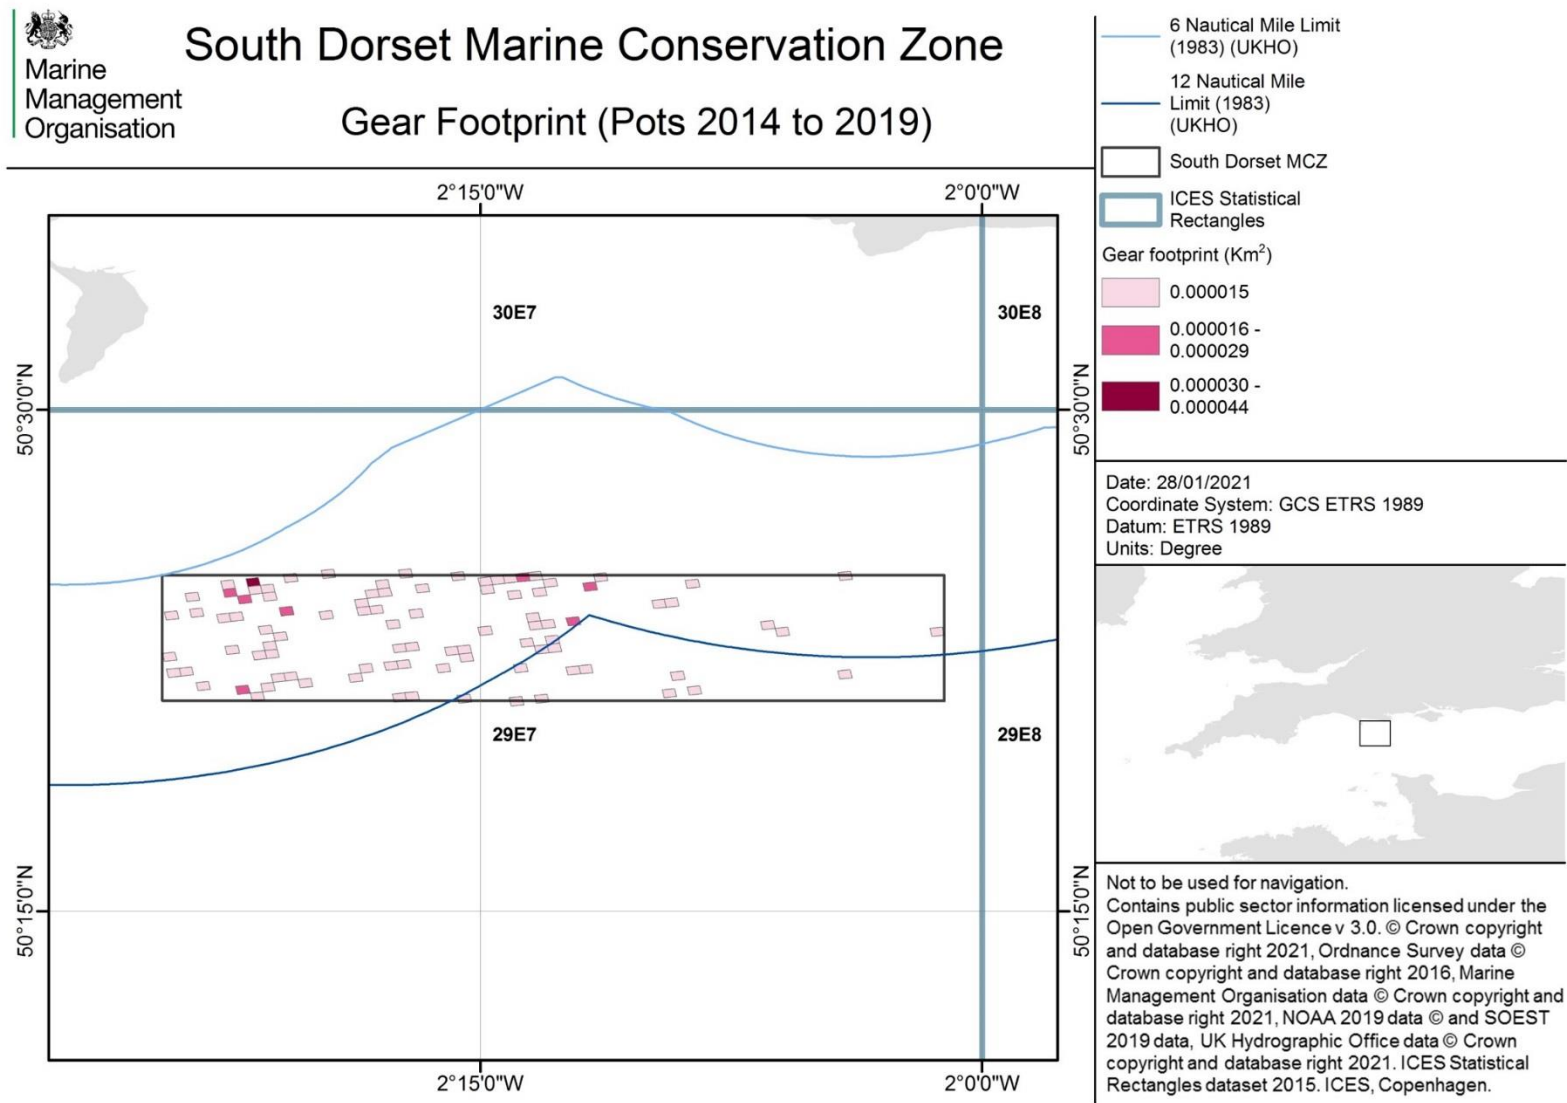 Marine
Management
Organisation
South Dorset Marine Conservation Zone
Gear Footprint (Pots 2014 to 2019)
2°15'0"W
2°0'0"W
30E7
30E8
50°30'0"N
50°30'0"N
29E7
29E8
50°15'0"N
50°15'0"N
2°15'0"W
2°0'0"W
6 Nautical Mile Limit
(1983) (UKHO)
12 Nautical Mile
Limit (1983)
(UKHO)
South Dorset MCZ
ICES Statistical
Rectangles
Gear footprint (Km²)
0.000015
0.000016 -
0.000029
0.000030 -
0.000044
Date: 28/01/2021
Coordinate System: GCS ETRS 1989
Datum: ETRS 1989
Units: Degree
Not to be used for navigation.
Contains public sector information licensed under the
Open Government Licence v 3.0. © Crown copyright
and database right 2021, Ordnance Survey data ©
Crown copyright and database right 2016, Marine
Management Organisation data © Crown copyright and
database right 2021, NOAA 2019 data © and SOEST
2019 data, UK Hydrographic Office data © Crown
copyright and database right 2021. ICES Statistical
Rectangles dataset 2015. ICES, Copenhagen.